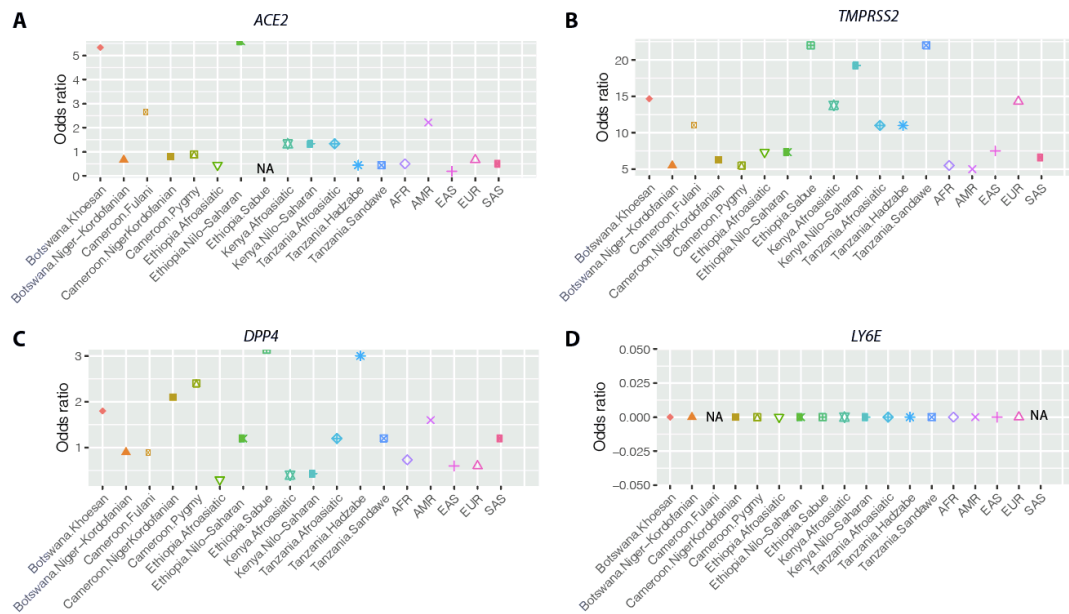 A
ACE2
Odds ratio
5
4
3
2
1
0
NA
Botswana.Khoesan
Botswana.Niger−Kordofanian
Cameroon.Fulani
Cameroon.NigerKordofanian
Cameroon.Pygmy
Ethiopia.Afroasiatic
Ethiopia.Nilo−Saharan
Ethiopia.Sabue
Kenya.Afroasiatic
Kenya.Nilo−Saharan
Tanzania.Afroasiatic
Tanzania.Hadzabe
Tanzania.Sandawe
AFR
AMR
EAS
EUR
SAS
B
TMPRSS2
Odds ratio
20
15
10
5
Botswana.Khoesan
Botswana.Niger−Kordofanian
Cameroon.Fulani
Cameroon.NigerKordofanian
Cameroon.Pygmy
Ethiopia.Afroasiatic
Ethiopia.Nilo−Saharan
Ethiopia.Sabue
Kenya.Afroasiatic
Kenya.Nilo−Saharan
Tanzania.Afroasiatic
Tanzania.Hadzabe
Tanzania.Sandawe
AFR
AMR
EAS
EUR
SAS
C
DPP4
Odds ratio
3
2
1
Botswana.Khoesan
Botswana.Niger−Kordofanian
Cameroon.Fulani
Cameroon.NigerKordofanian
Cameroon.Pygmy
Ethiopia.Afroasiatic
Ethiopia.Nilo−Saharan
Ethiopia.Sabue
Kenya.Afroasiatic
Kenya.Nilo−Saharan
Tanzania.Afroasiatic
Tanzania.Hadzabe
Tanzania.Sandawe
AFR
AMR
EAS
EUR
SAS
D
LY6E
Odds ratio
0.050
0.025
0.000
−0.025
−0.050
NA
NA
Botswana.Khoesan
Botswana.Niger−Kordofanian
Cameroon.Fulani
Cameroon.NigerKordofanian
Cameroon.Pygmy
Ethiopia.Afroasiatic
Ethiopia.Nilo−Saharan
Ethiopia.Sabue
Kenya.Afroasiatic
Kenya.Nilo−Saharan
Tanzania.Afroasiatic
Tanzania.Hadzabe
Tanzania.Sandawe
AFR
AMR
EAS
EUR
SAS